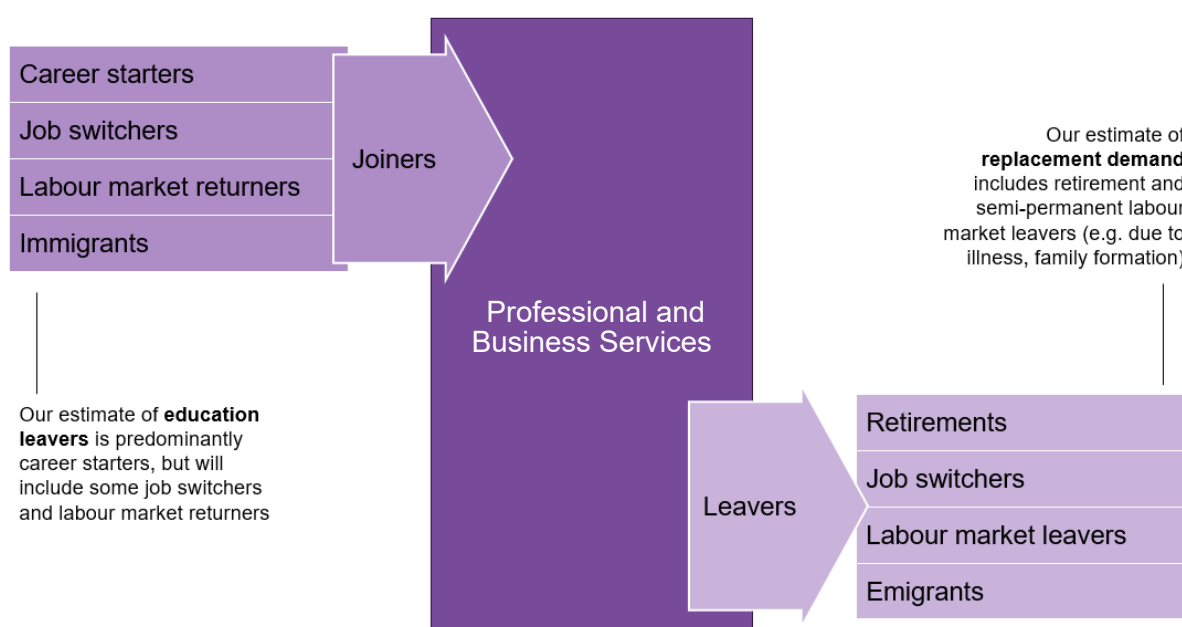 Career starters
Job switchers
Labour market returners
Immigrants
Joiners
Our estimate of education
leavers is predominantly
career starters, but will
include some job switchers
and labour market returners
Professional and
Business Services
Our estimate of
replacement demand
includes retirement and
semi-permanent labour
market leavers (e.g. due to
illness, family formation)
Leavers
Retirements
Job switchers
Labour market leavers
Emigrants